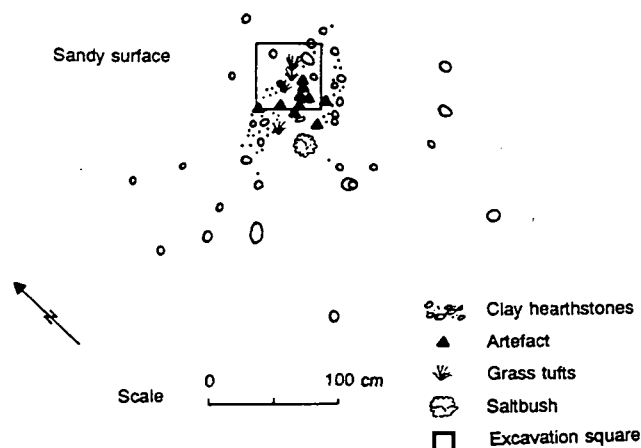 Sandy surface
N
Clay hearthstones
Artefact
Grass tufts
Saltbush
Excavation square
Scale 0 100 cm